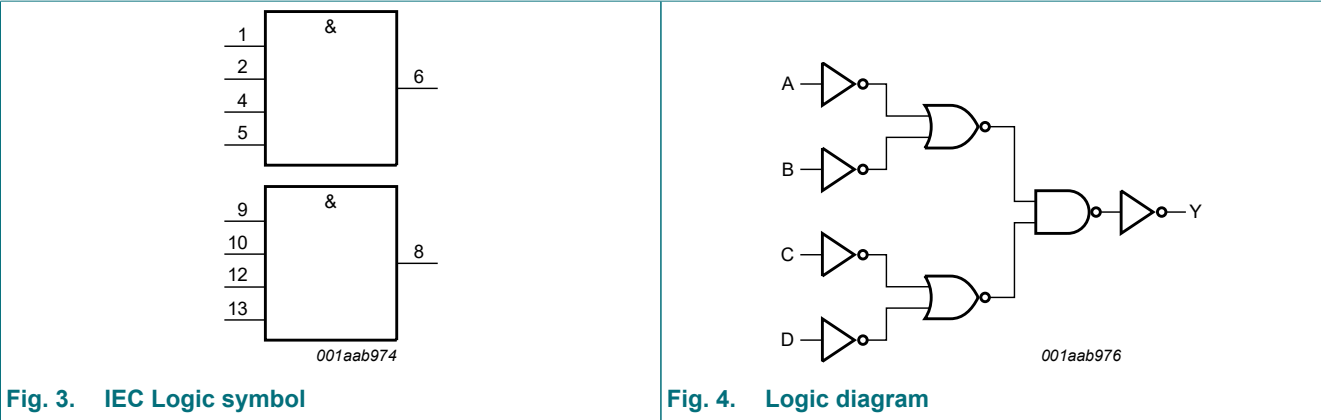 &
1
2
4
5
6
&
9
10
12
13
8
001aab974
Fig. 3. IEC Logic symbol
A
B
C
D
Y
001aab976
Fig. 4. Logic diagram